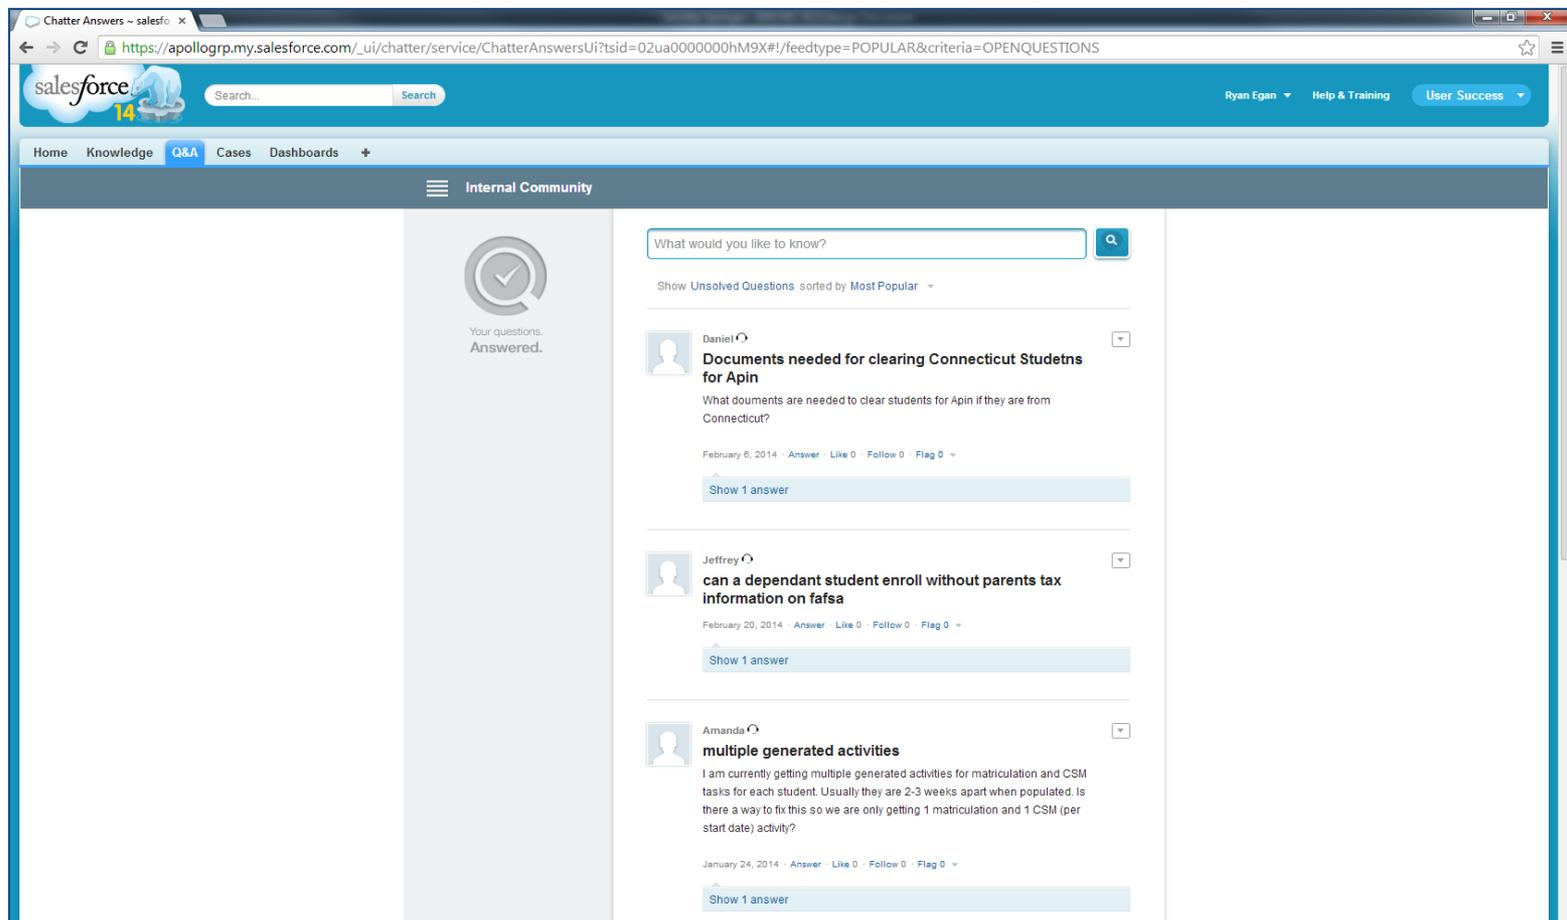 Chatter Answers ~ salesfo ×
https://apollogrp.my.salesforce.com/_ui/chatter/service/ChatterAnswersUi?tsid=02ua0000000hM9X#!/feedtype=POPULAR&criteria=OPENQUESTIONS
salesforce
14
Search...
Search
Ryan Egan
Help & Training
User Success
Home
Knowledge
Q&A
Cases
Dashboards
+
Internal Community
Your questions.
Answered.
What would you like to know?
Show Unsolved Questions sorted by Most Popular
Daniel
Documents needed for clearing Connecticut Studetns
for Apin
What douments are needed to clear students for Apin if they are from
Connecticut?
February 6, 2014 · Answer · Like 0 · Follow 0 · Flag 0
Show 1 answer
Jeffrey
can a dependant student enroll without parents tax
information on fafsa
February 20, 2014 · Answer · Like 0 · Follow 0 · Flag 0
Show 1 answer
Amanda
multiple generated activities
I am currently getting multiple generated activities for matriculation and CSM
tasks for each student. Usually they are 2-3 weeks apart when populated. Is
there a way to fix this so we are only getting 1 matriculation and 1 CSM (per
start date) activity?
January 24, 2014 · Answer · Like 0 · Follow 0 · Flag 0
Show 1 answer